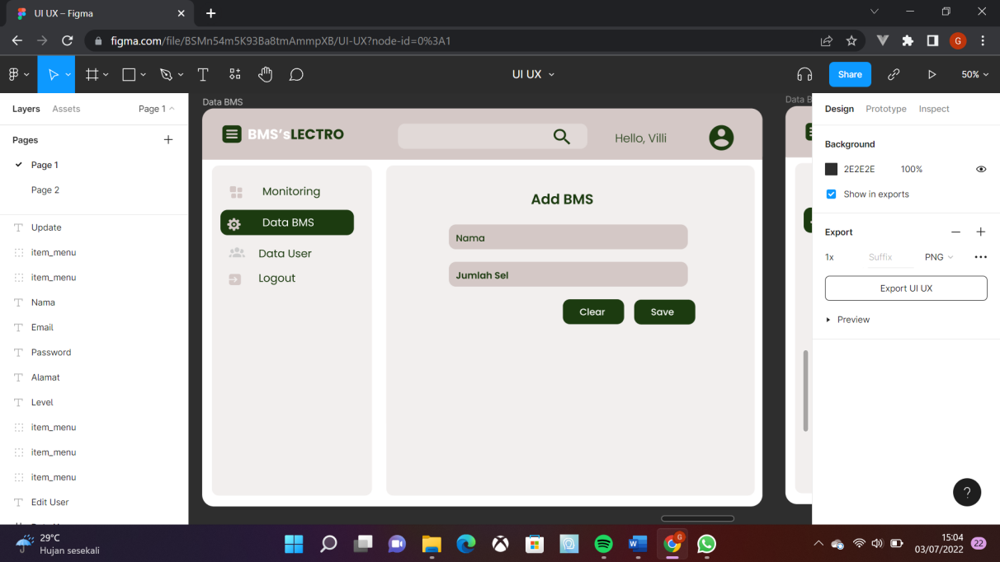 UI UX – Figma
figma.com/file/BSMn54m5K93Ba8tmAmmpXB/UI-UX?node-id=0%3A1
G
UI UX
Share
50%
Layers
Assets
Page 1
Pages
Page 1
Page 2
Update
item_menu
item_menu
Nama
Email
Password
Alamat
Level
item_menu
item_menu
item_menu
Edit User
Data BMS
BMS'sLECTRO
Hello, Villi
Monitoring
Data BMS
Data User
Logout
Add BMS
Nama
Jumlah Sel
Clear
Save
Data B
Design
Prototype
Inspect
Background
2E2E2E
100%
Show in exports
Export
1x
Suffix
PNG
Export UI UX
Preview
?
29°C
Hujan sesekali
W
G
15:04
03/07/2022
22